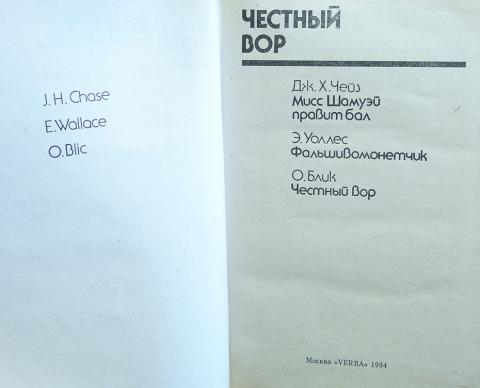 J.H.Chase
E.Wallace
O.Blic
ЧЕСТНЫЙ
ВОР
Дж. Х.Чейз
Мисс Шамуэй
правит бал
Э.Уоллес
Фальшивомонетчик
О.Блик
Честный вор
Москва «VERBA» 1994